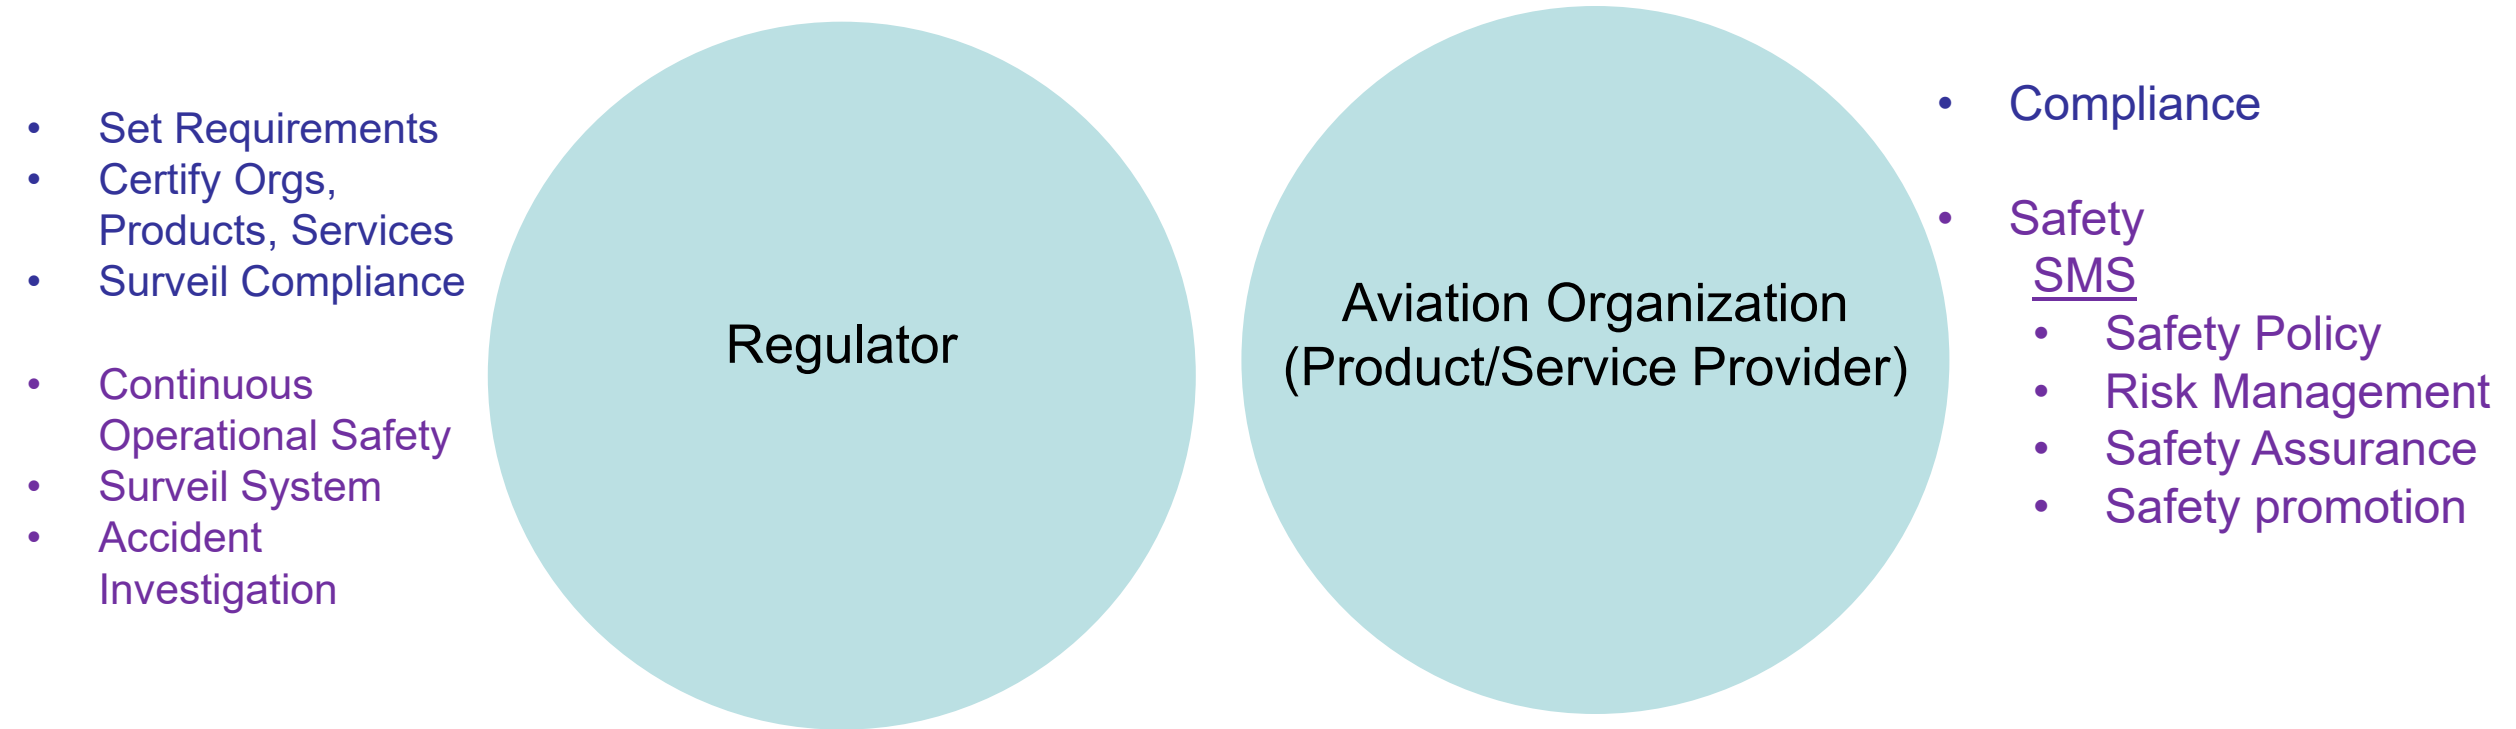 • Set Requirements
• Certify Orgs,
Products, Services
• Surveil Compliance
• Continuous
Operational Safety
• Surveil System
• Accident
Investigation
Regulator
Aviation Organization
(Product/Service Provider)
• Compliance
• Safety
SMS
• Safety Policy
• Risk Management
• Safety Assurance
• Safety promotion